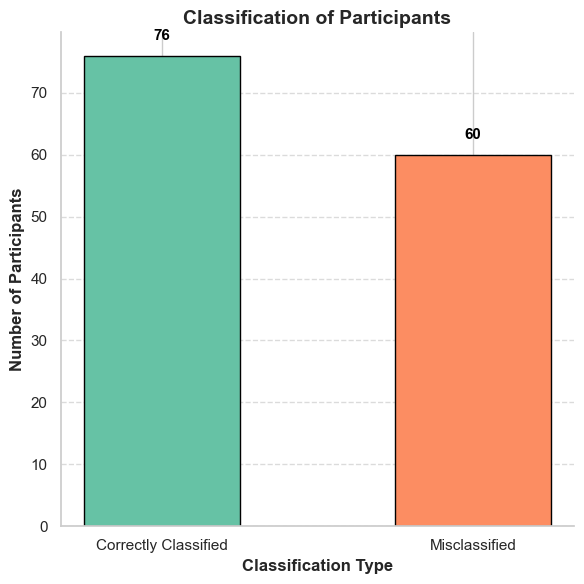 Classification of Participants
76
60
Number of Participants
70
60
50
40
30
20
10
0
Correctly Classified
Misclassified
Classification Type